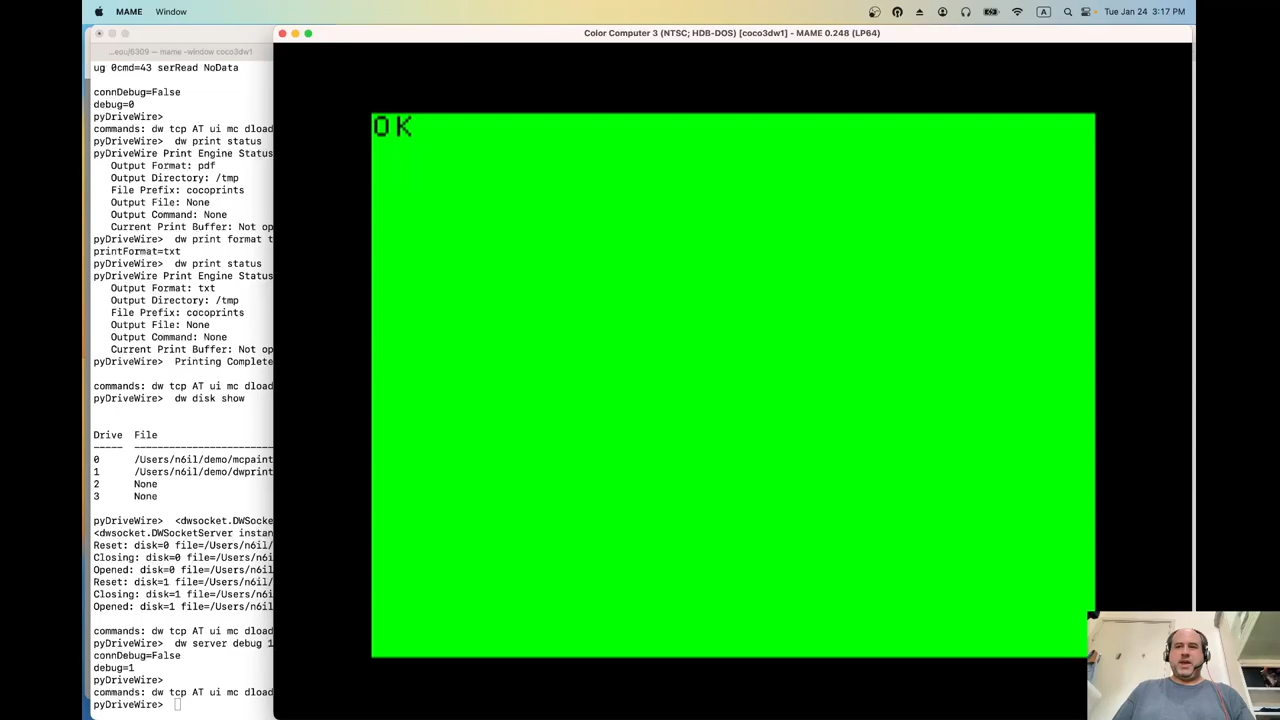 MAME Window
A
Tue Jan 24 3:17 PM
Color Computer 3 (NTSC; HDB-DOS) [coco3dw1] - MAME 0.248 (LP64)
...eou/6309 — mame -window coco3dw1
ug 0cmd=43 serRead NoData
connDebug=False
debug=0
pyDriveWire>
commands: dw tcp AT ui mc dload
pyDriveWire> dw print status
pyDriveWire Print Engine Status
Output Format: pdf
Output Directory: /tmp
File Prefix: cocoprints
Output File: None
Output Command: None
Current Print Buffer: Not op
pyDriveWire> dw print format t
printFormat=txt
pyDriveWire> dw print status
pyDriveWire Print Engine Status
Output Format: txt
Output Directory: /tmp
File Prefix: cocoprints
Output File: None
Output Command: None
Current Print Buffer: Not op
pyDriveWire> Printing Complete
commands: dw tcp AT ui mc dload
pyDriveWire> dw disk show
Drive File
----- --------------------
0 /Users/n6il/demo/mcpaint
1 /Users/n6il/demo/dwprint
2 None
3 None
pyDriveWire> <dwsocket.DWSocke
<dwsocket.DWSocketServer instan
Reset: disk=0 file=/Users/n6il/
Closing: disk=0 file=/Users/n6i
Opened: disk=0 file=/Users/n6il
Reset: disk=1 file=/Users/n6il/
Closing: disk=1 file=/Users/n6i
Opened: disk=1 file=/Users/n6il
commands: dw tcp AT ui mc dload
pyDriveWire> dw server debug 1
connDebug=False
debug=1
pyDriveWire>
commands: dw tcp AT ui mc dload
pyDriveWire>
OK